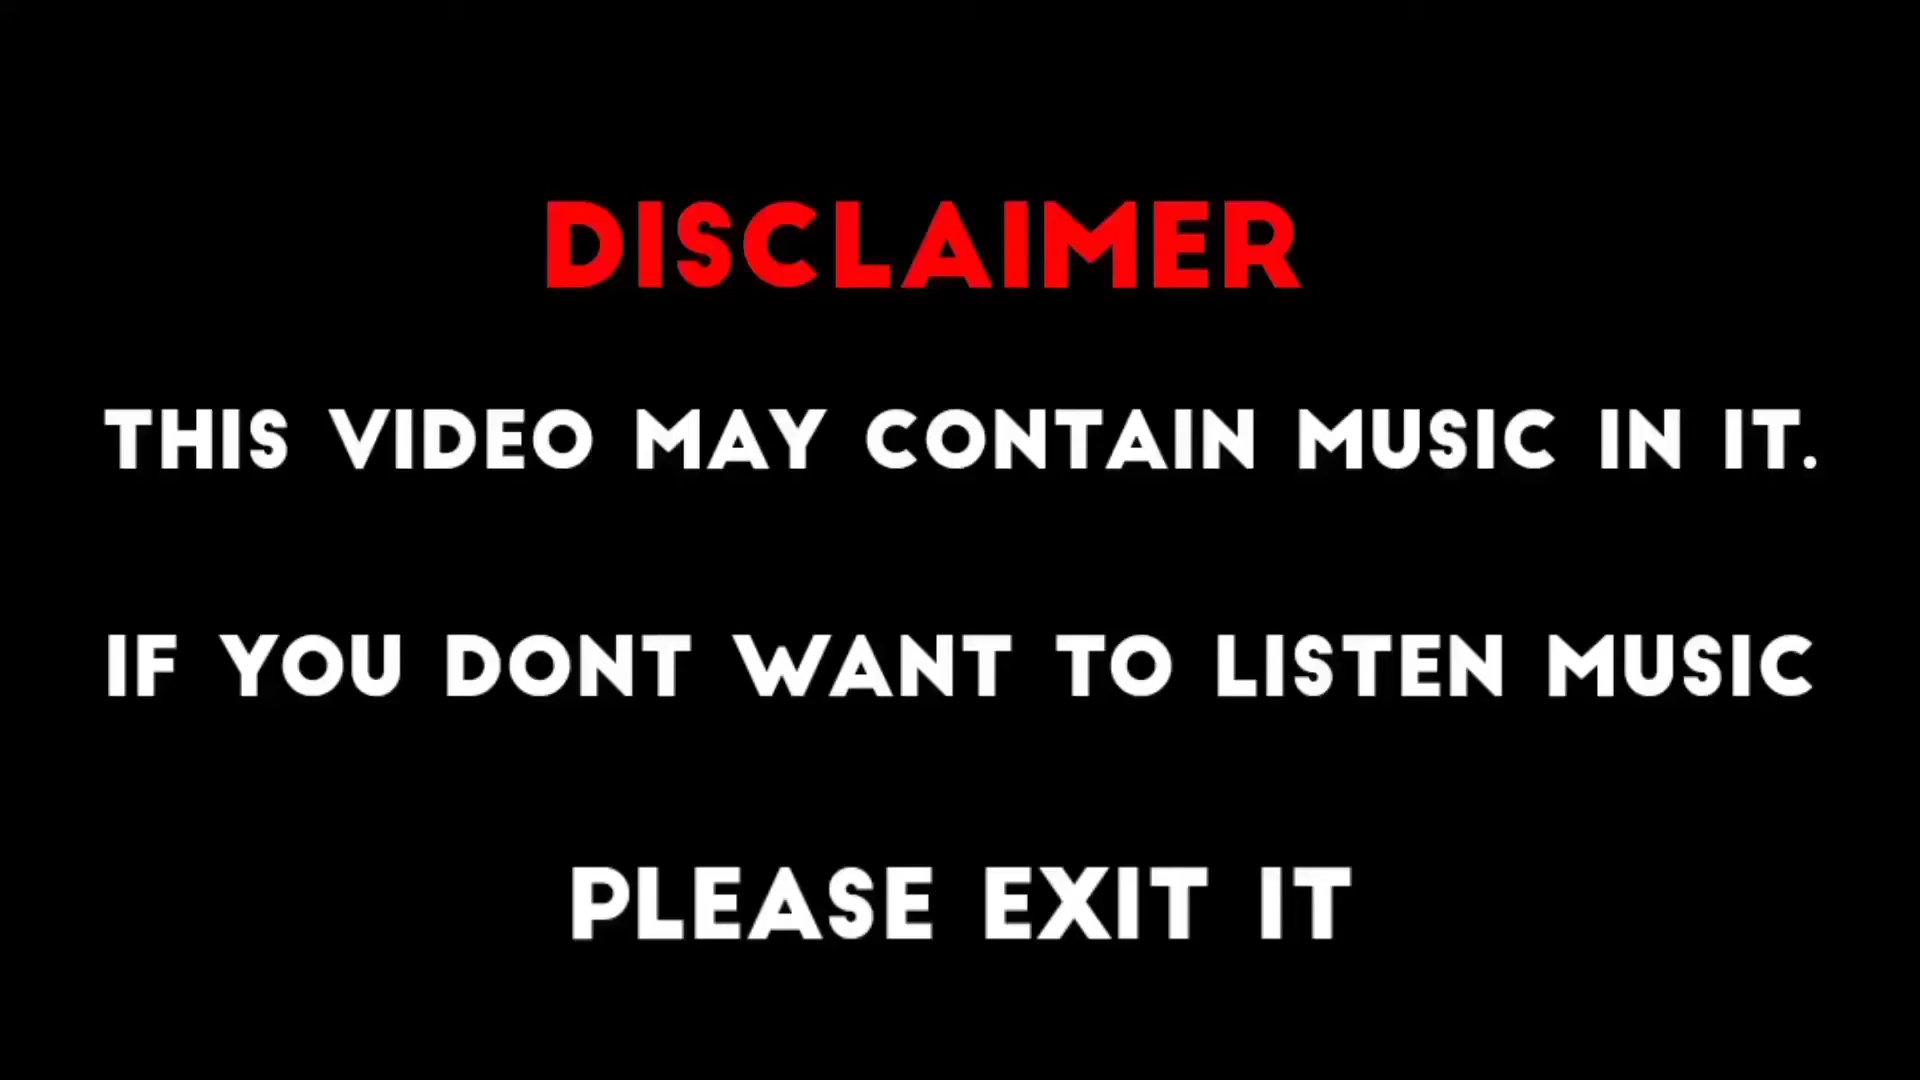 DISCLAIMER
THIS VIDEO MAY CONTAIN MUSIC IN IT.
IF YOU DONT WANT TO LISTEN MUSIC
PLEASE EXIT IT